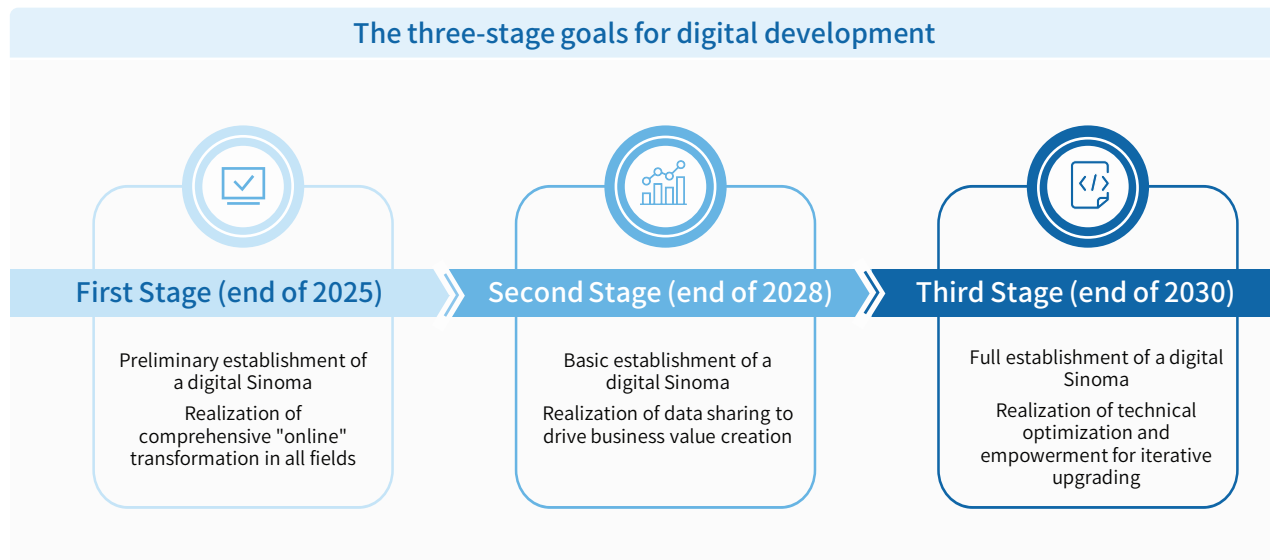 The three-stage goals for digital development
First Stage (end of 2025)
Preliminary establishment of
a digital Sinoma
Realization of
comprehensive "online"
transformation in all fields
Second Stage (end of 2028)
Basic establishment of a
digital Sinoma
Realization of data sharing to
drive business value creation
Third Stage (end of 2030)
Full establishment of a digital
Sinoma
Realization of technical
optimization and
empowerment for iterative
upgrading